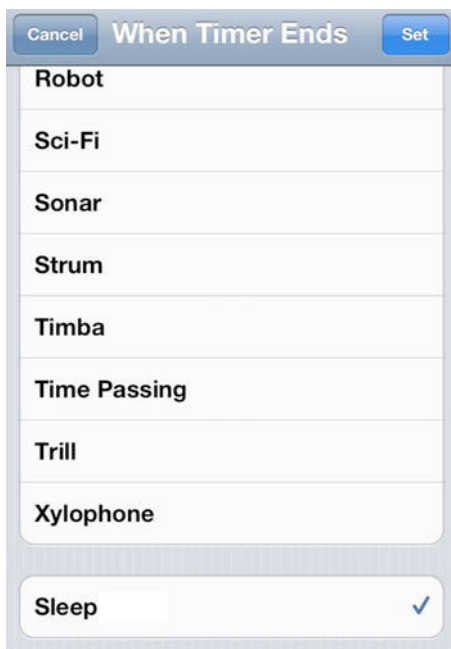 Cancel When Timer Ends Set
Robot
Sci-Fi
Sonar
Strum
Timba
Time Passing
Trill
Xylophone
Sleep